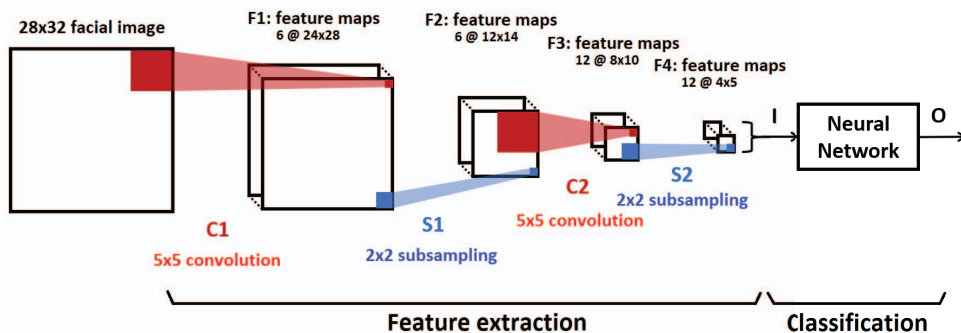 28x32 facial image
F1: feature maps
6 @ 24x28
F2: feature maps
6 @ 12x14
F3: feature maps
12 @ 8x10
F4: feature maps
12 @ 4x5
I
Neural
Network
O
C1
5x5 convolution
S1
2x2 subsampling
C2
5x5 convolution
S2
2x2 subsampling
Feature extraction
Classification